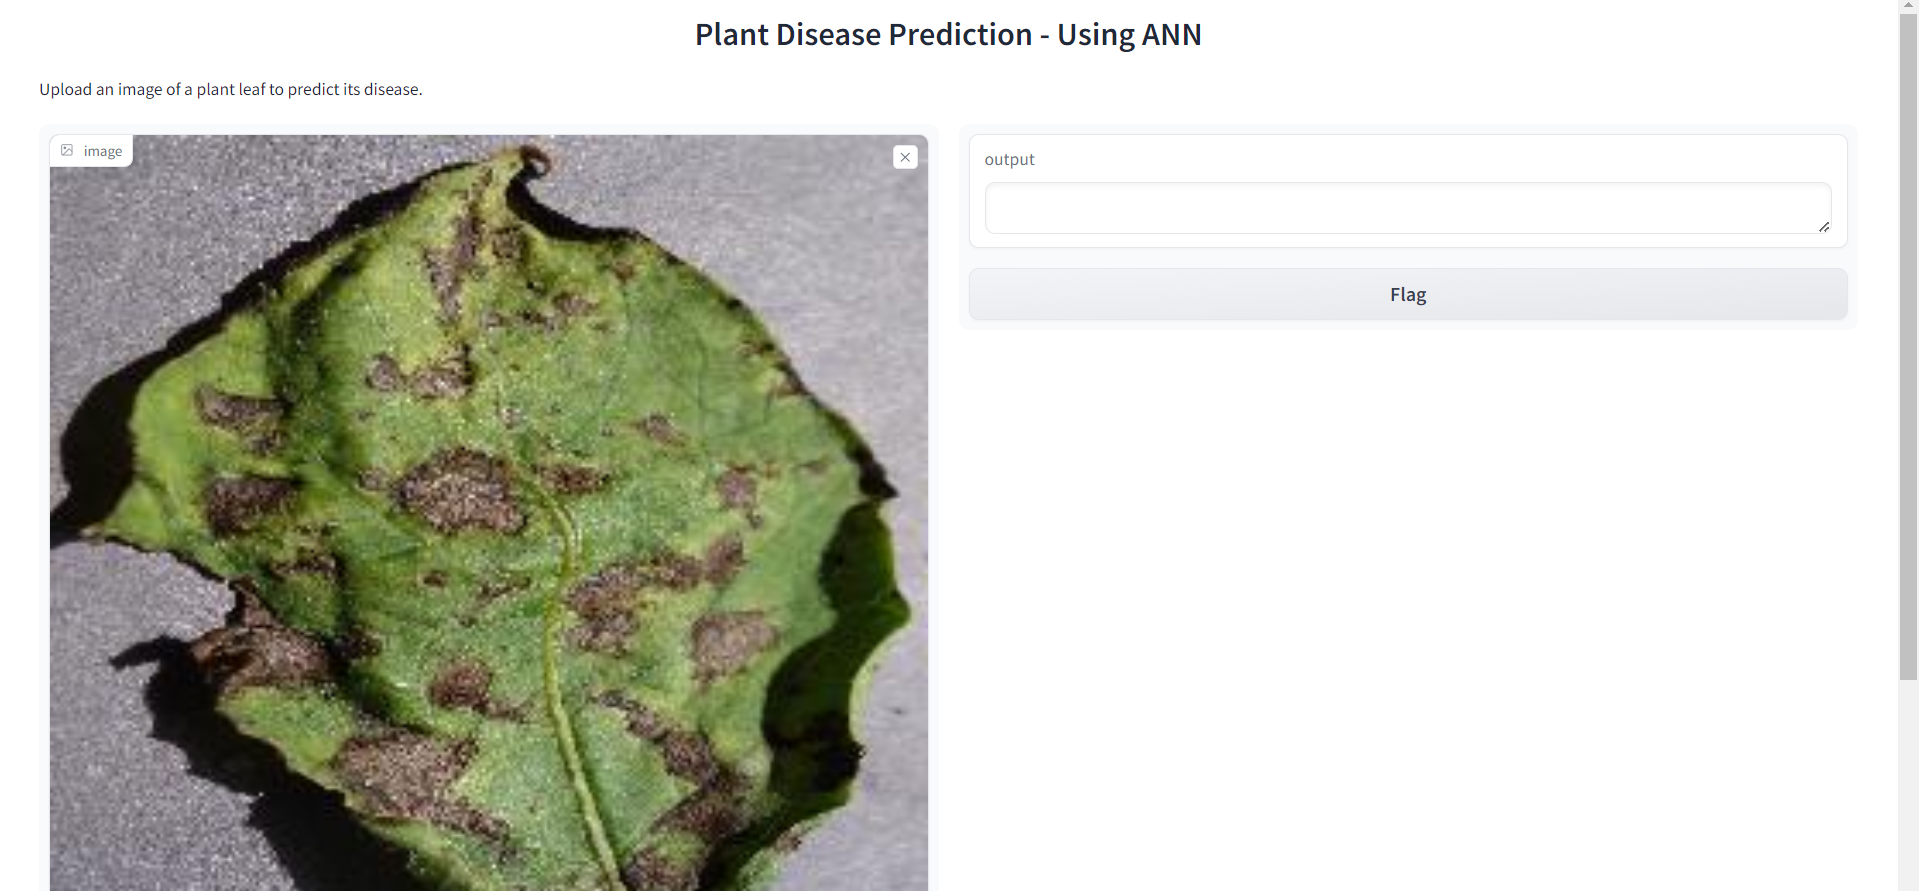 Plant Disease Prediction - Using ANN
Upload an image of a plant leaf to predict its disease.
image
output
Flag